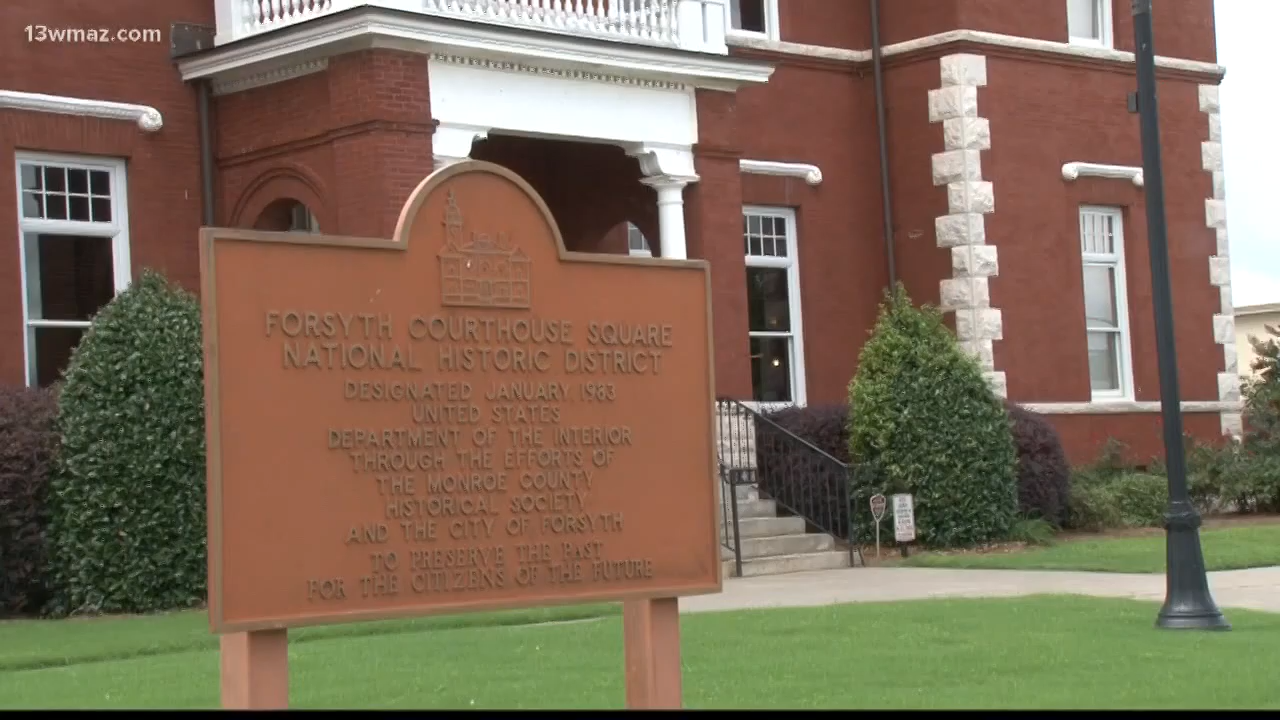 13wmaz.com
FORSYTH COURTHOUSE SQUARE
NATIONAL HISTORIC DISTRICT
DESIGNATED JANUARY 1983
UNITED STATES
DEPARTMENT OF THE INTERIOR
THROUGH THE EFFORTS OF
THE MONROE COUNTY
HISTORICAL SOCIETY
AND THE CITY OF FORSYTH
TO PRESERVE THE PAST
FOR THE CITIZENS OF THE FUTURE